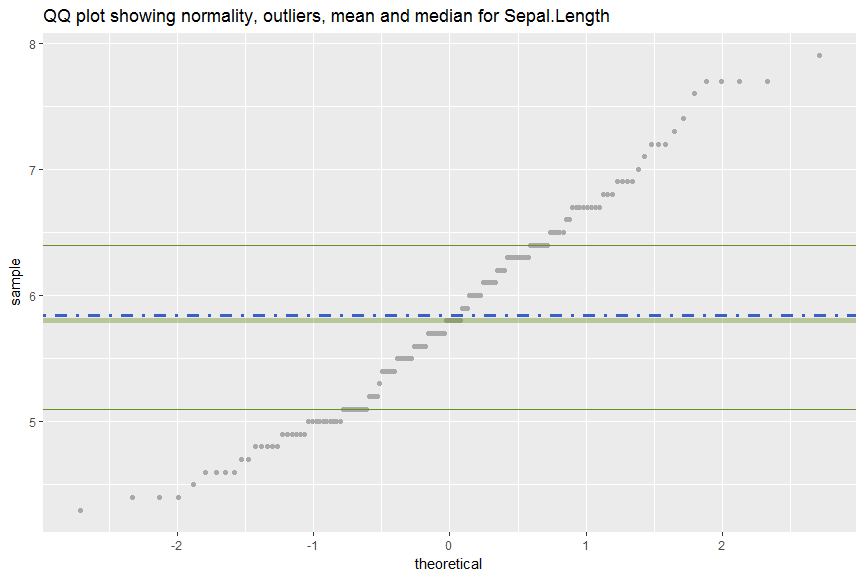 QQ plot showing normality, outliers, mean and median for Sepal.Length
8
7
6
5
sample
-2 -1 0 1 2
theoretical